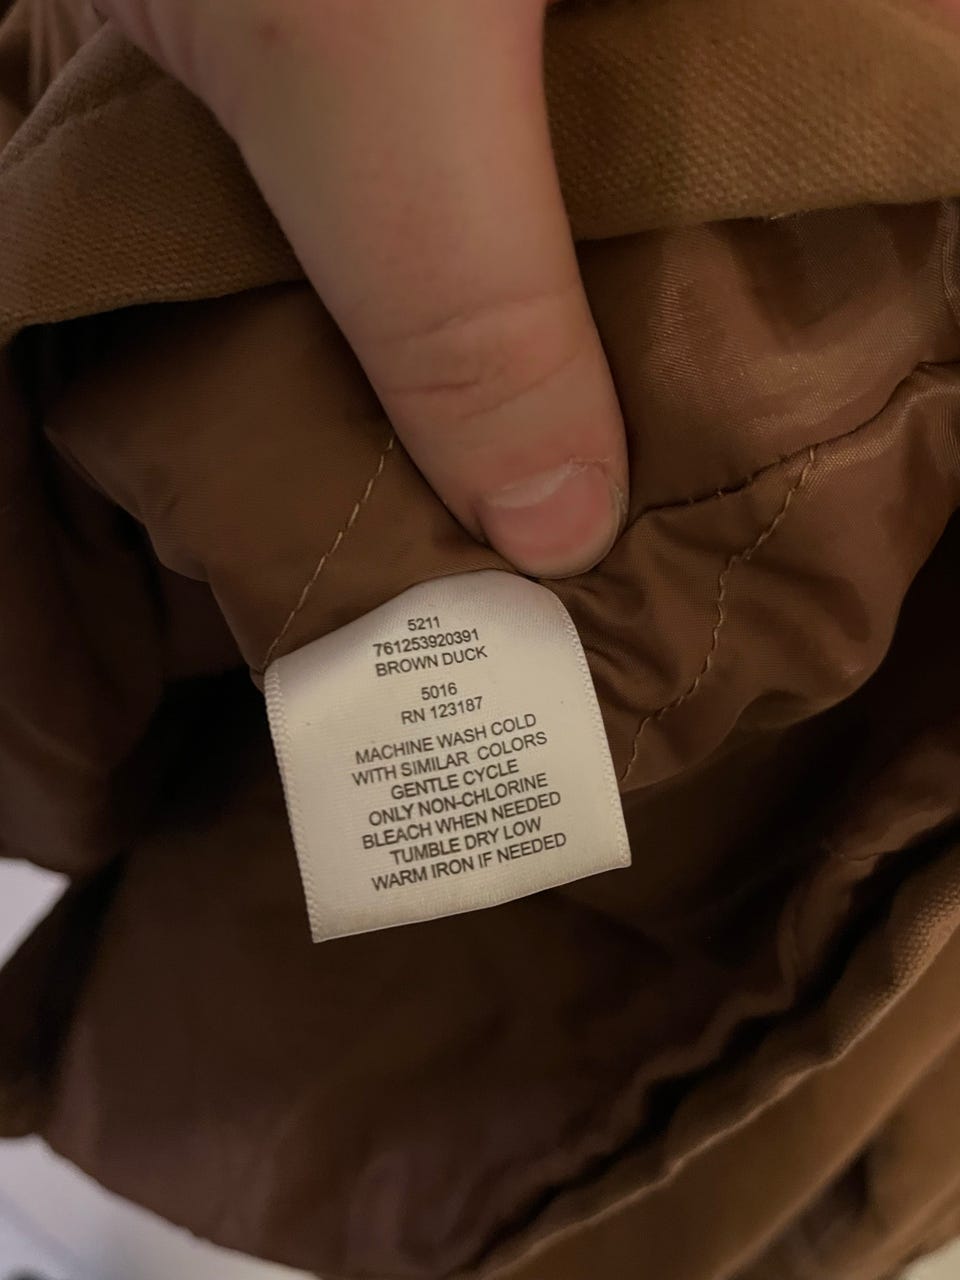 5211
761253920391
BROWN DUCK
5016
RN 123187
MACHINE WASH COLD
WITH SIMILAR COLORS
GENTLE CYCLE
ONLY NON-CHLORINE
BLEACH WHEN NEEDED
TUMBLE DRY LOW
WARM IRON IF NEEDED